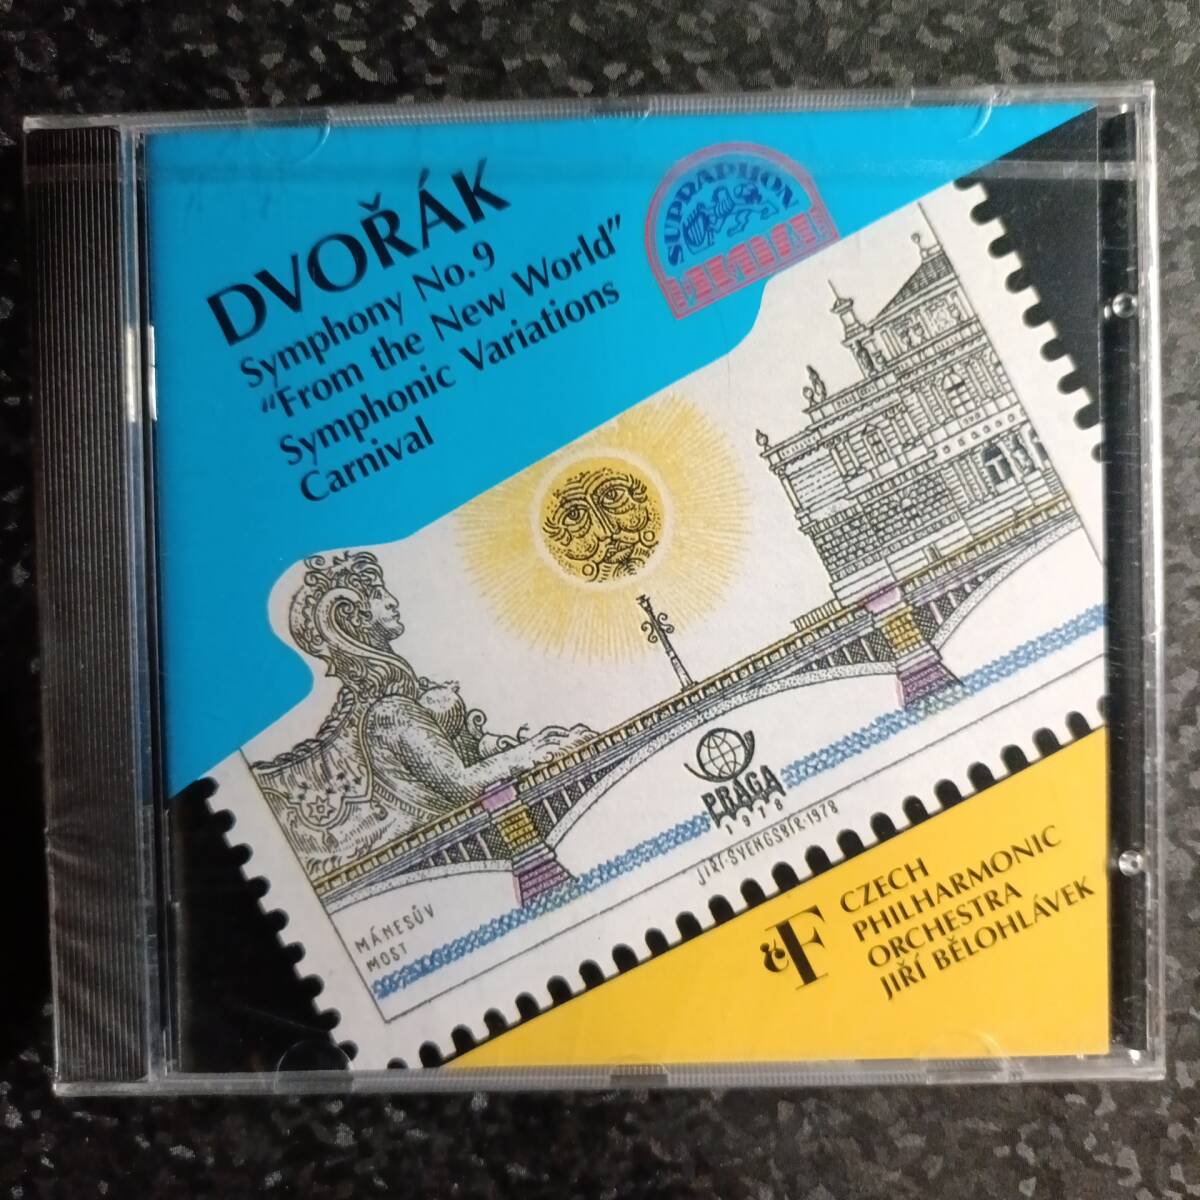 DVOŘÁK
Symphony No. 9
“From the New World”
Symphonic Variations
Carnival
SUPRAPHON
PRAGA
1978
JIŘÍ·ŠVENGSBÍR·1978
MÁNESŮV
MOST
CZECH
PHILHARMONIC
ORCHESTRA
JIŘÍ BĚLOHLÁVEK